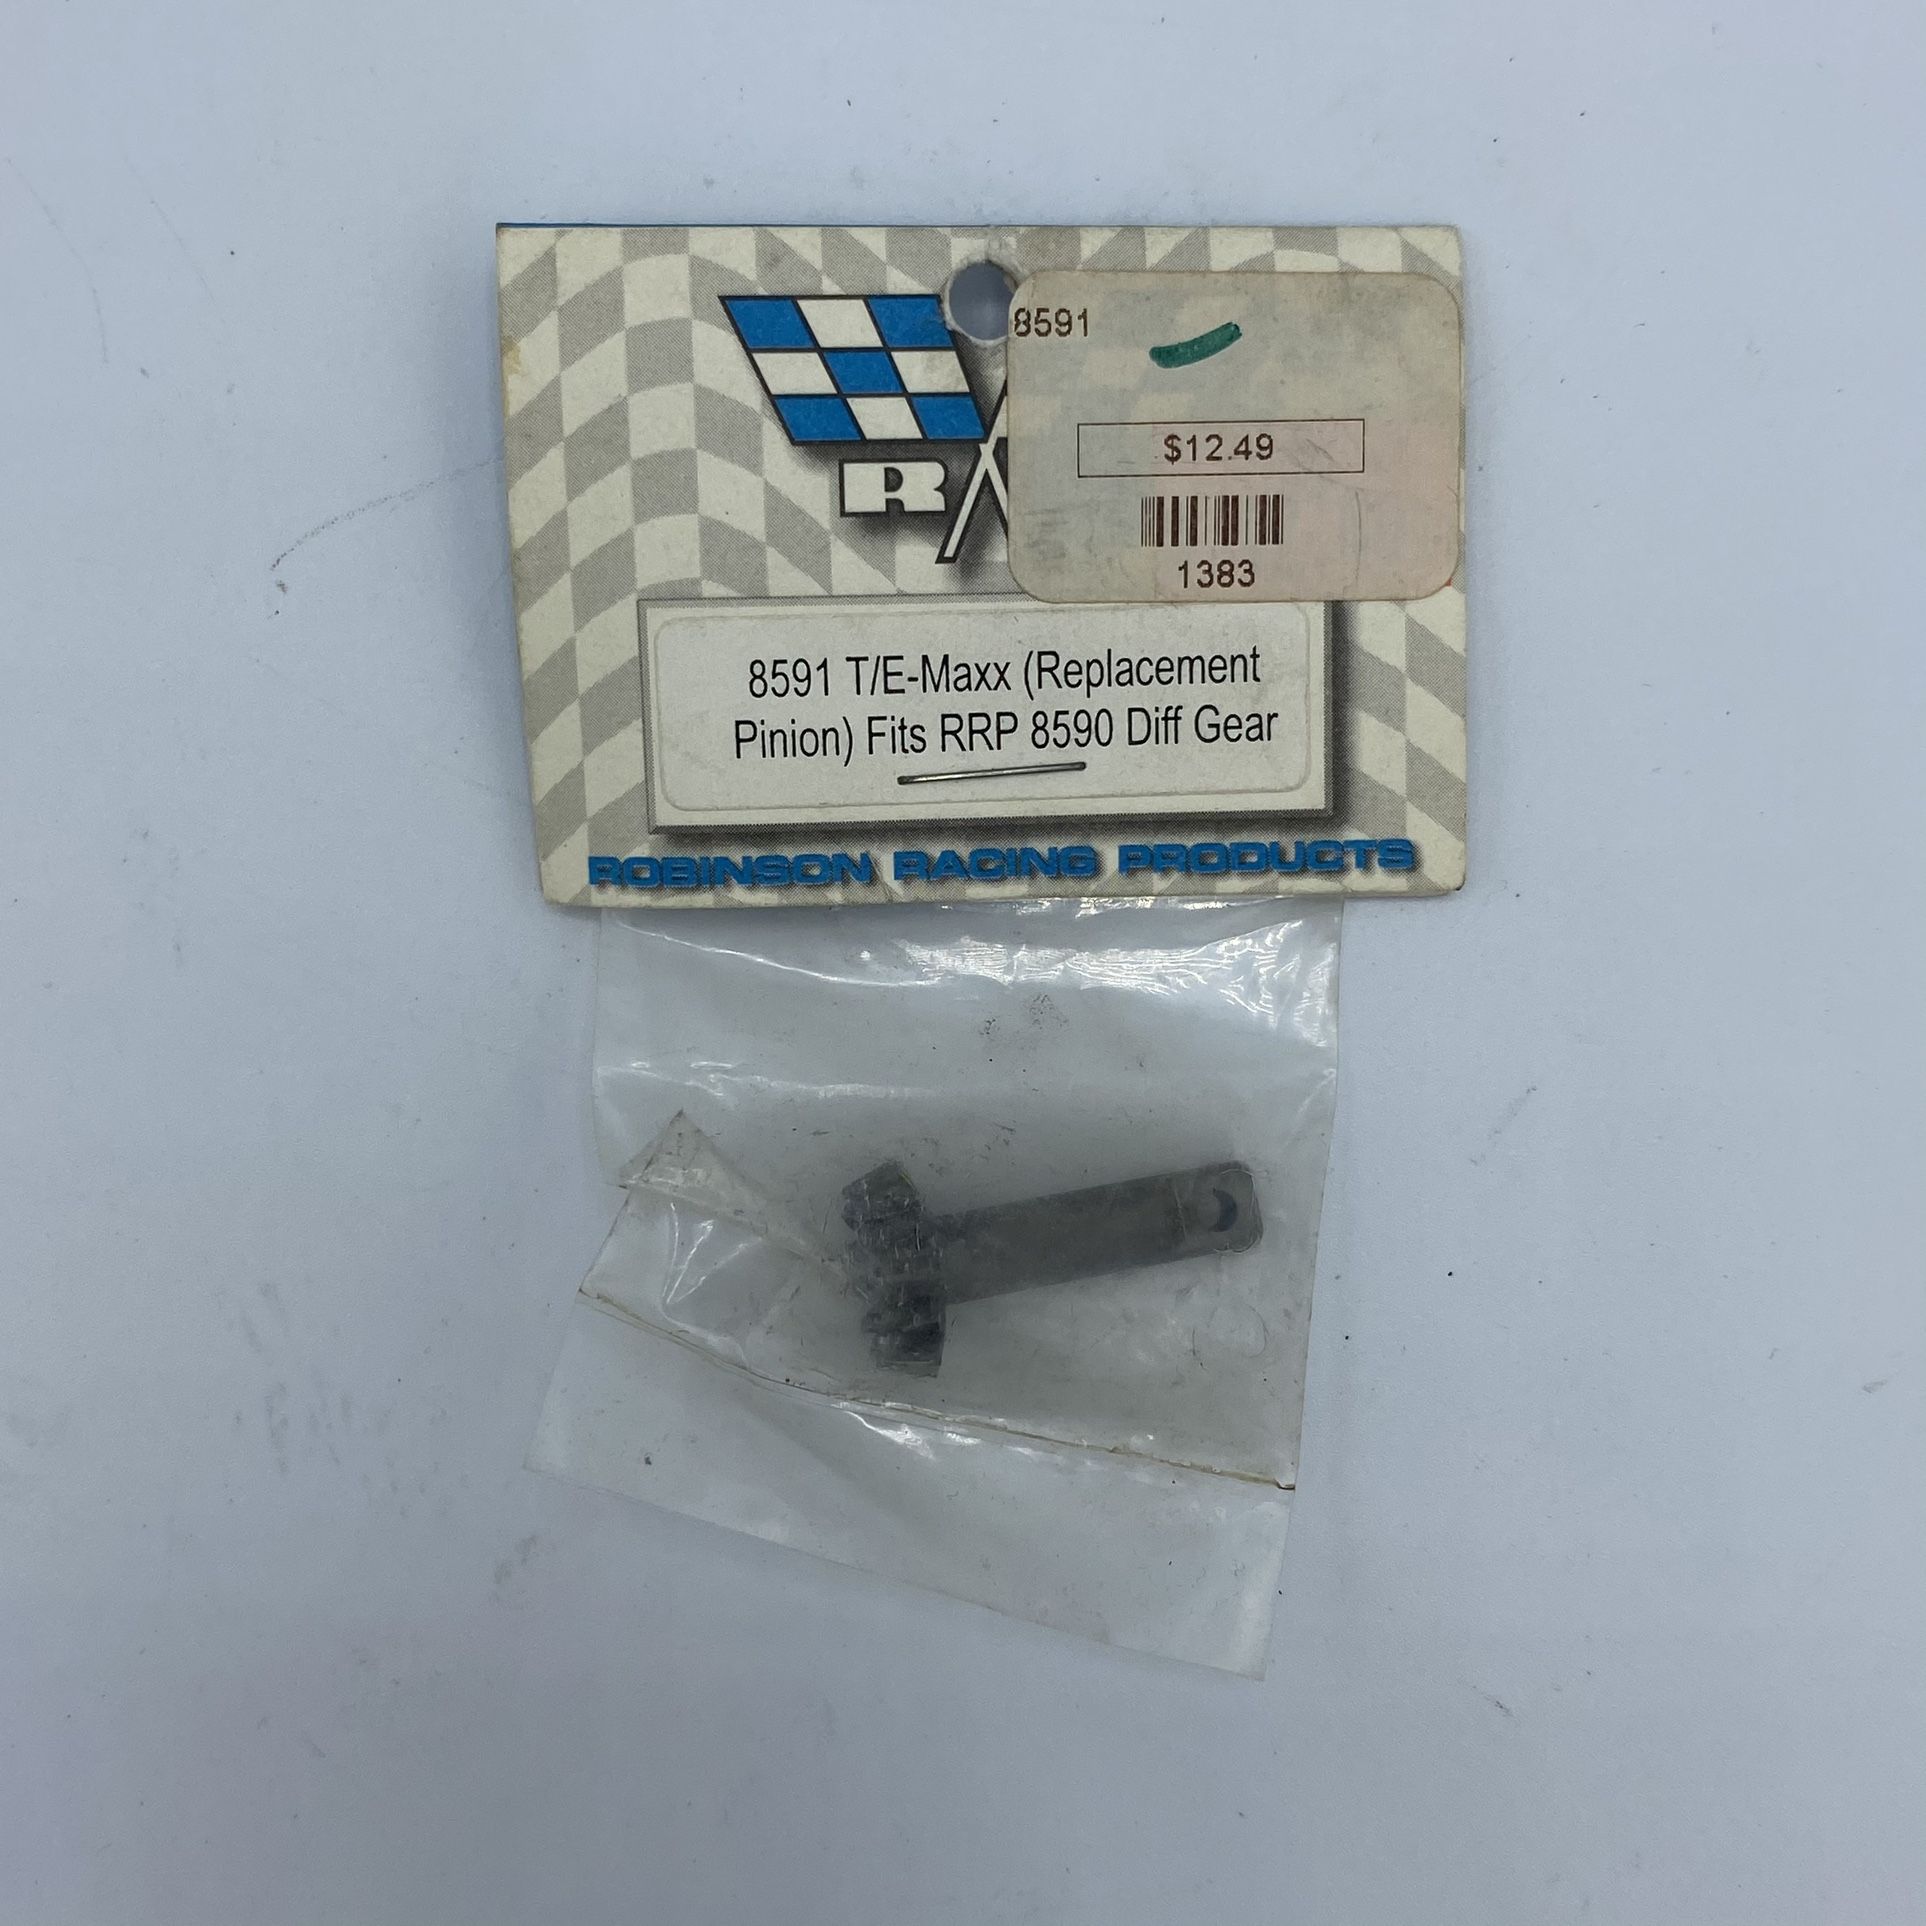 8591
$12.49
1383
R
8591 T/E-Maxx (Replacement
Pinion) Fits RRP 8590 Diff Gear
ROBINSON RACING PRODUCTS